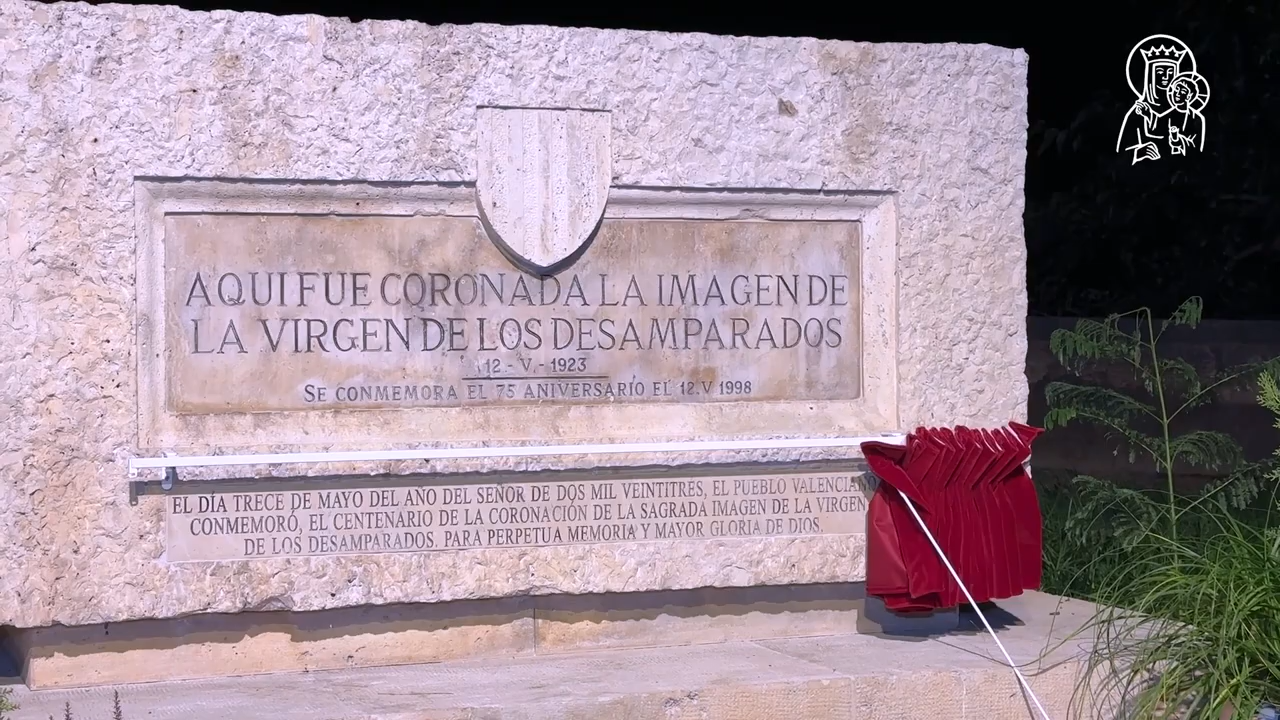 AQUI FUE CORONADA LA IMAGEN DE
LA VIRGEN DE LOS DESAMPARADOS
12.- V.- 1923
SE CONMEMORA EL 75 ANIVERSARIO EL 12.V 1998
EL DÍA TRECE DE MAYO DEL AÑO DEL SEÑOR DE DOS MIL VEINTITRES, EL PUEBLO VALENCIANO
CONMEMORÓ, EL CENTENARIO DE LA CORONACIÓN DE LA SAGRADA IMAGEN DE LA VIRGEN
DE LOS DESAMPARADOS. PARA PERPETUA MEMORIA Y MAYOR GLORIA DE DIOS.